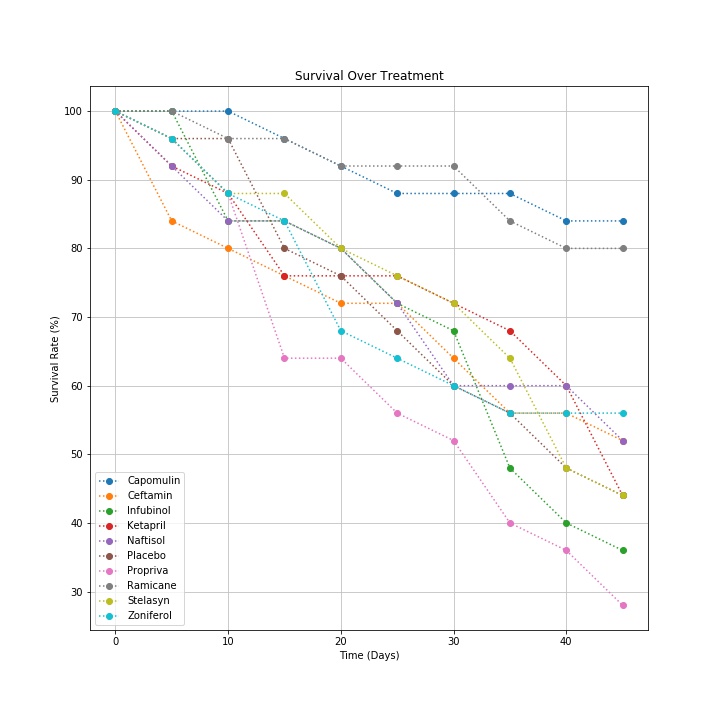 Survival Over Treatment
100
90
80
70
60
50
40
30
Survival Rate (%)
Capomulin
Ceftamin
Infubinol
Ketapril
Naftisol
Placebo
Propriva
Ramicane
Stelasyn
Zoniferol
0 10 20 30 40
Time (Days)